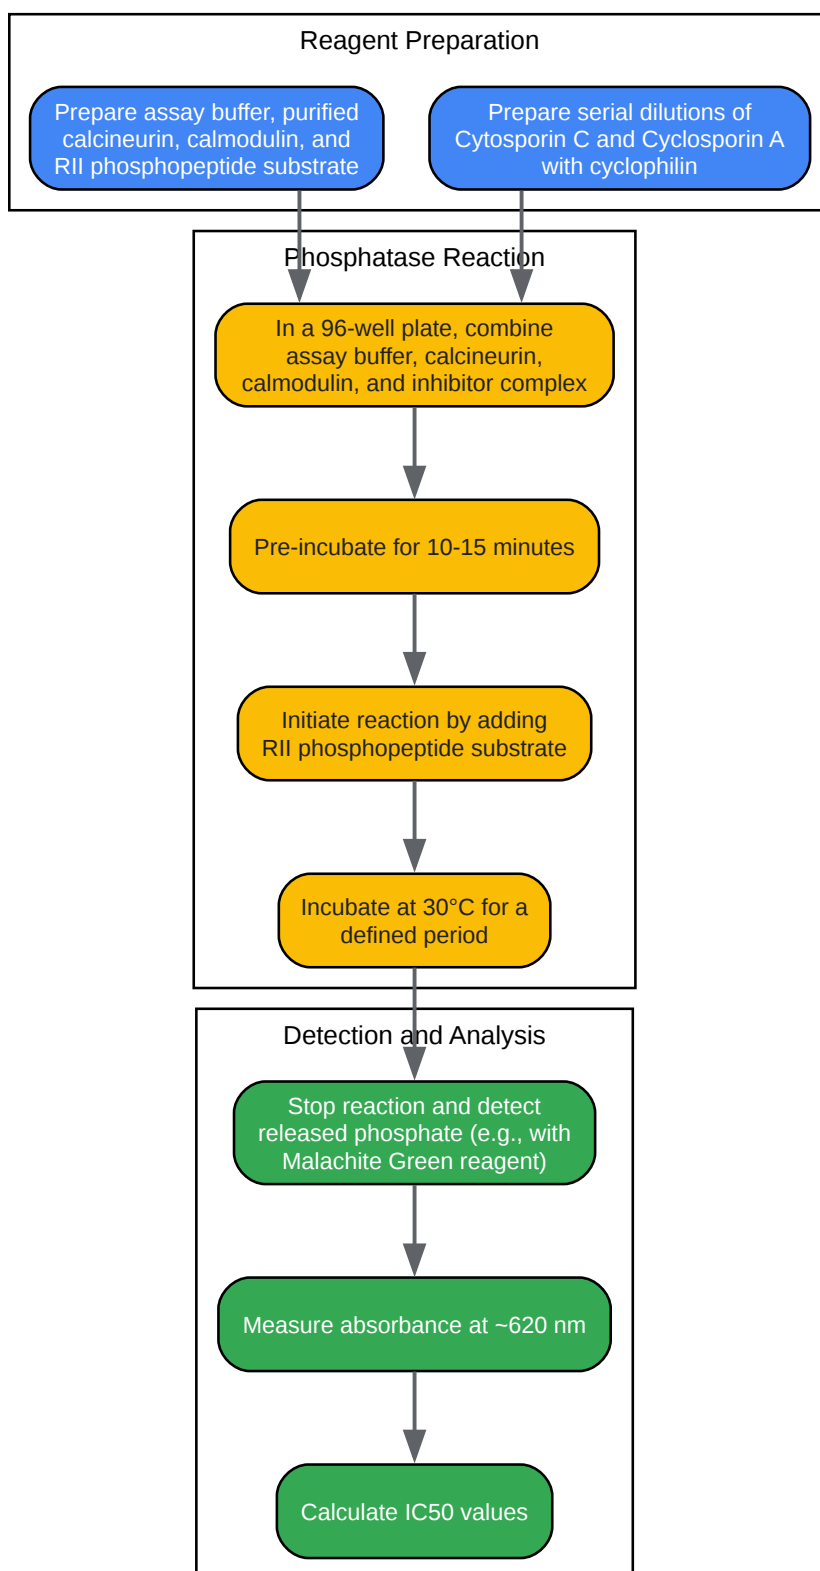 Reagent Preparation
Prepare assay buffer, purified
calcineurin, calmodulin, and
RII phosphopeptide substrate
Prepare serial dilutions of
Cytosporin C and Cyclosporin A
with cyclophilin
Phosphatase Reaction
In a 96-well plate, combine
assay buffer, calcineurin,
calmodulin, and inhibitor complex
Pre-incubate for 10-15 minutes
Initiate reaction by adding
RII phosphopeptide substrate
Incubate at 30°C for a
defined period
Detection and Analysis
Stop reaction and detect
released phosphate (e.g., with
Malachite Green reagent)
Measure absorbance at ~620 nm
Calculate IC50 values